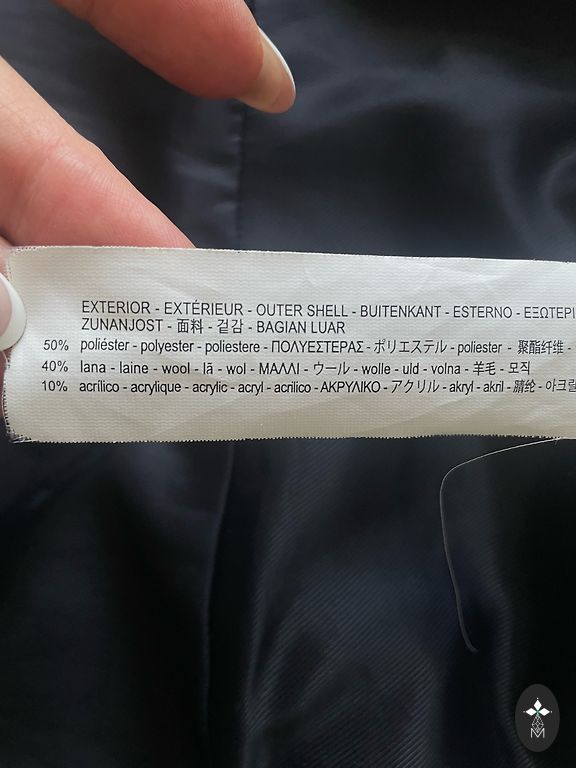 EXTERIOR - EXTÉRIEUR - OUTER SHELL - BUITENKANT - ESTERNO - ΕΞΩΤΕΡΙ
ZUNANJOST - 面料 - 겉감 - BAGIAN LUAR
50% poliéster - polyester - poliestere - ΠΟΛΥΕΣΤΕΡΑΣ - ポリエステル - poliester - 聚酯纤维 -
40% lana - laine - wool - lã - wol - ΜΑΛΛΙ - ウール - wolle - uld - volna - 羊毛 - 모직
10% acrílico - acrylique - acrylic - acryl - acrilico - ΑΚΡΥΛΙΚΟ - アクリル - akryl - akril - 腈纶 - 아크릴